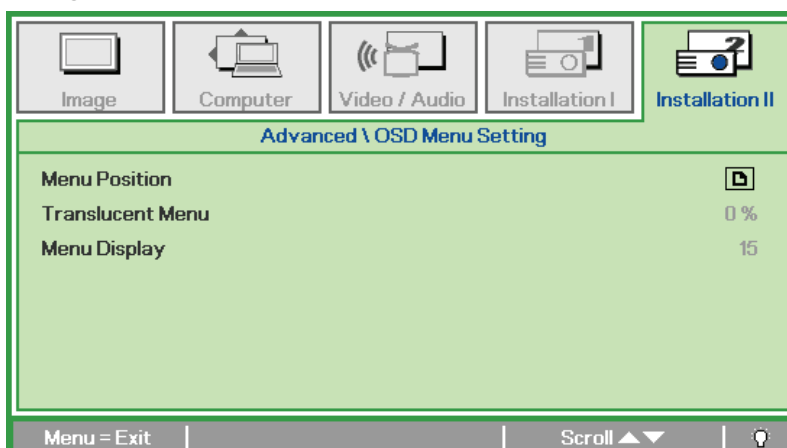 Image Computer Video / Audio Installation I Installation II
Advanced \ OSD Menu Setting
Menu Position
Translucent Menu 0 %
Menu Display 15
Menu = Exit Scroll ▲▼